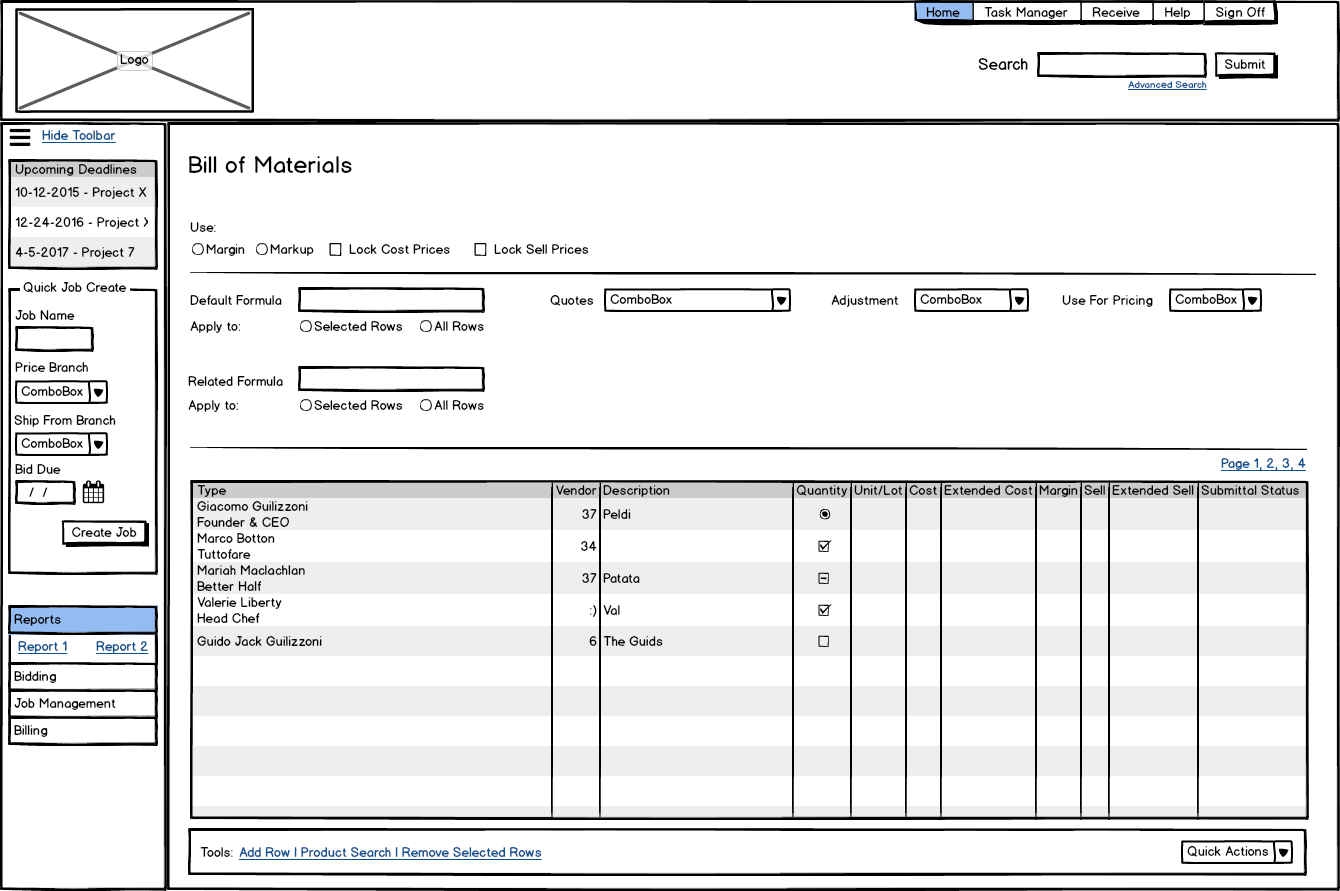 Home Task Manager Receive Help Sign Off
Logo
Search Submit
Advanced Search
Hide Toolbar
Upcoming Deadlines
10-12-2015 - Project X
12-24-2016 - Project
4-5-2017 - Project 7
Quick Job Create
Job Name
Price Branch
ComboBox
Ship From Branch
ComboBox
Bid Due
/ /
Create Job
Reports
Report 1 Report 2
Bidding
Job Management
Billing
Bill of Materials
Use:
Margin Markup Lock Cost Prices Lock Sell Prices
Default Formula Quotes ComboBox Adjustment ComboBox Use For Pricing ComboBox
Apply to: Selected Rows All Rows
Related Formula
Apply to: Selected Rows All Rows
Page 1, 2, 3, 4
Type Vendor Description Quantity Unit/Lot Cost Extended Cost Margin Sell Extended Sell Submittal Status
Giacomo Guilizzoni
Founder & CEO
37 Peldi
Marco Botton
Tuttofare
34
Mariah Maclachlan
Better Half
37 Patata
Valerie Liberty
Head Chef
:) Val
Guido Jack Guilizzoni 6 The Guids
Tools: Add Row | Product Search | Remove Selected Rows Quick Actions